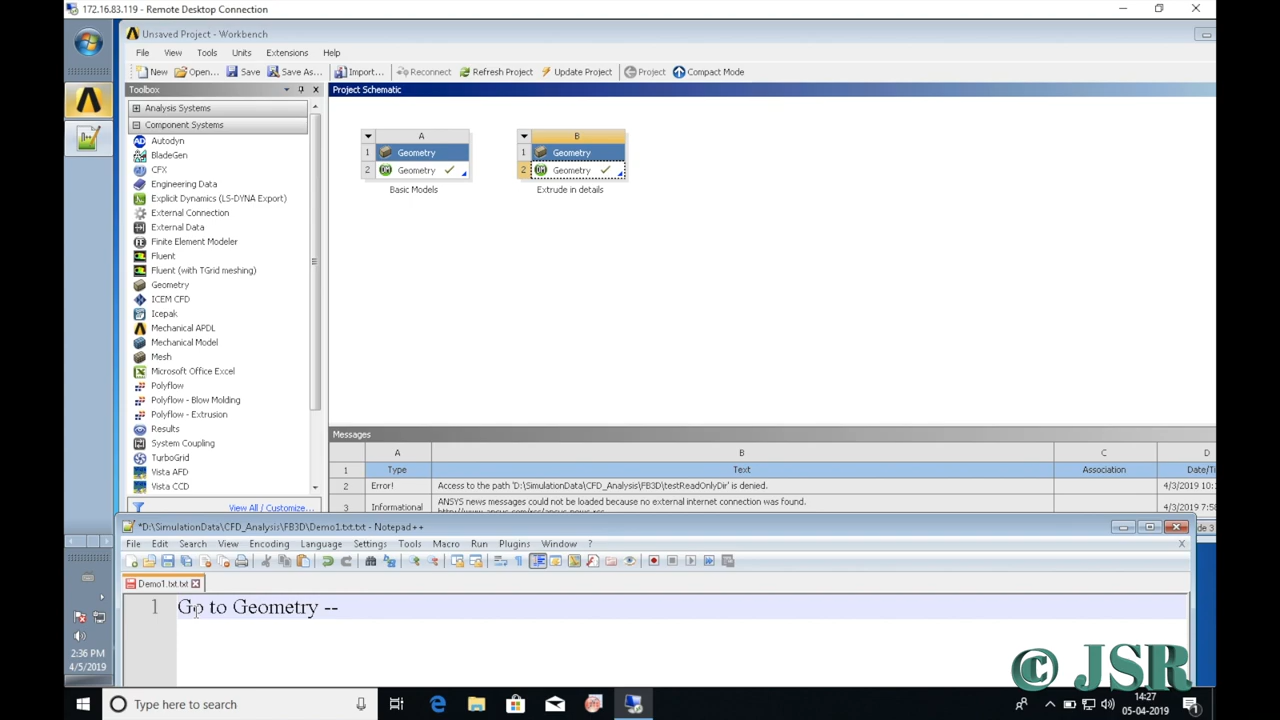 172.16.83.119 - Remote Desktop Connection
Unsaved Project - Workbench
File View Tools Units Extensions Help
New Open... Save Save As... Import... Reconnect Refresh Project Update Project Project Compact Mode
Toolbox
Project Schematic
Analysis Systems
Component Systems
Autodyn
BladeGen
CFX
Engineering Data
Explicit Dynamics (LS-DYNA Export)
External Connection
External Data
Finite Element Modeler
Fluent
Fluent (with TGrid meshing)
Geometry
ICEM CFD
Icepak
Mechanical APDL
Mechanical Model
Mesh
Microsoft Office Excel
Polyflow
Polyflow - Blow Molding
Polyflow - Extrusion
Results
System Coupling
TurboGrid
Vista AFD
Vista CCD
View All / Customize...
A
1 Geometry
2 Geometry
Basic Models
B
1 Geometry
2 Geometry
Extrude in details
Messages
A B C D
1 Type Text Association Date/Ti
2 Error! Access to the path 'D:\SimulationData\CFD_Analysis\FB3D\testReadOnlyDir' is denied. 4/3/2019 10:
3 Informational ANSYS news messages could not be loaded because no external internet connection was found. 4/3/2019 7:5
*D:\SimulationData\CFD_Analysis\FB3D\Demo1.txt.txt - Notepad++
File Edit Search View Encoding Language Settings Tools Macro Run Plugins Window ? X
Demo1.txt.txt
1 Go to Geometry --
2:36 PM
4/5/2019
© JSR
Type here to search
14:27
05-04-2019